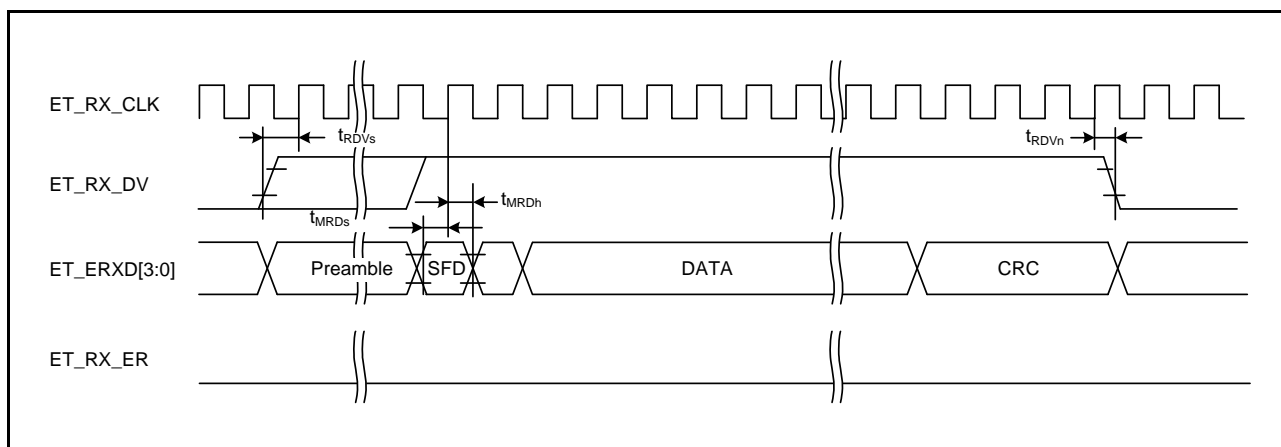 ET_RX_CLK
tRDVs
tRDVn
ET_RX_DV
tMRDh
tMRDs
ET_ERXD[3:0]
Preamble
SFD
DATA
CRC
ET_RX_ER